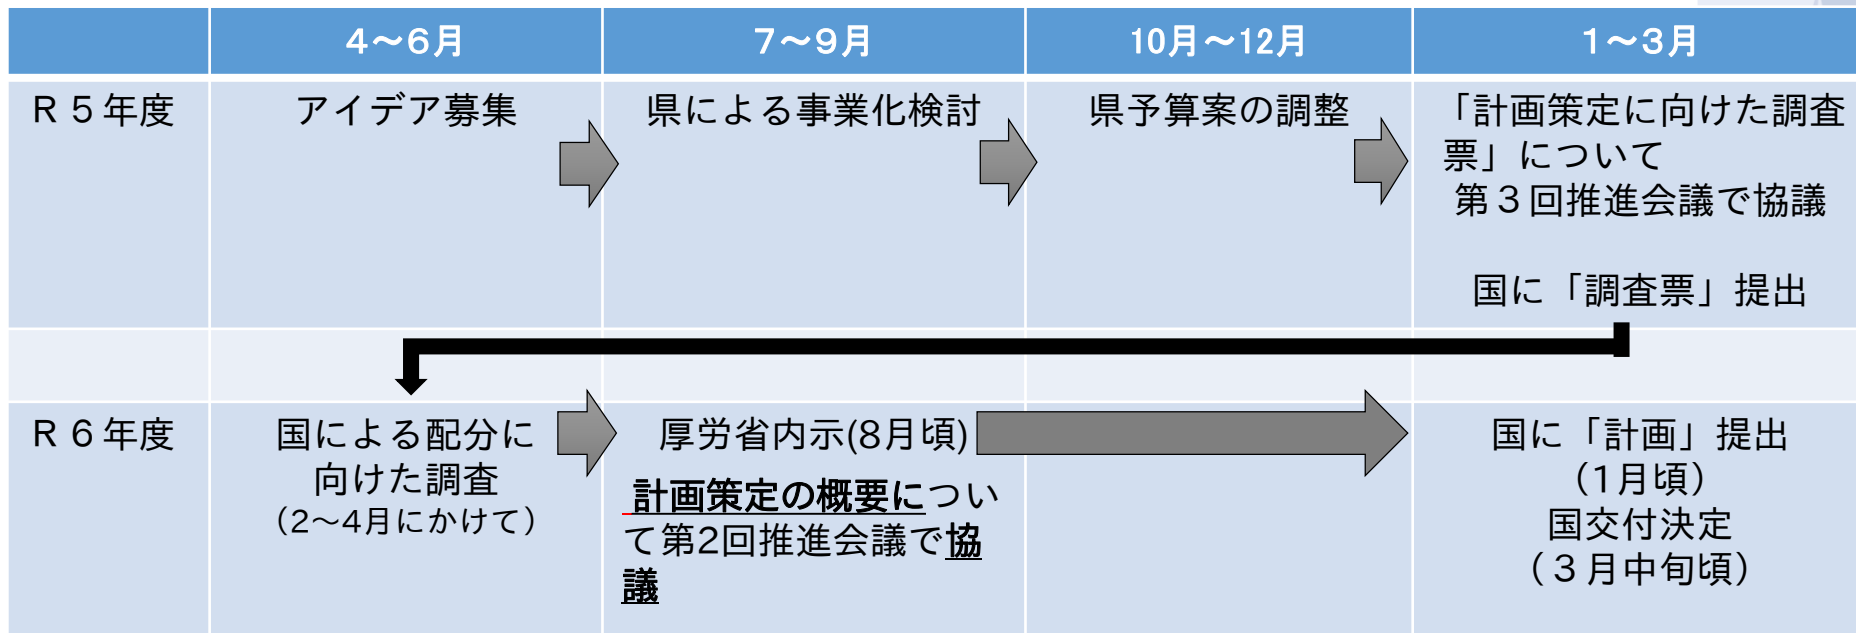 4～6月
7～9月
10月～12月
1～3月
R５年度
アイデア募集
県による事業化検討
県予算案の調整
「計画策定に向けた調査
票」について
第３回推進会議で協議
国に「調査票」提出
R６年度
国による配分に
向けた調査
（2～4月にかけて）
厚労省内示(8月頃)
計画策定の概要につい
て第2回推進会議で協
議
国に「計画」提出
（1月頃）
国交付決定
（３月中旬頃）